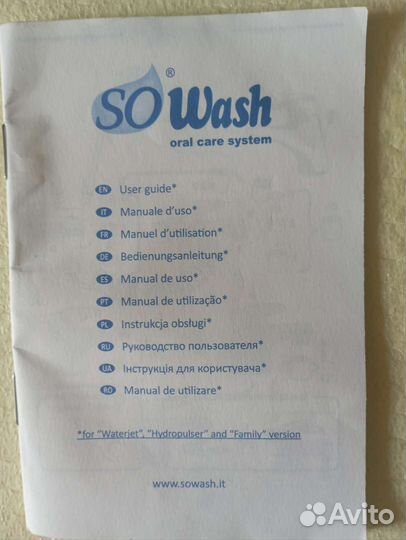 SOWash®
oral care system
EN User guide*
IT Manuale d'uso*
FR Manuel d'utilisation*
DE Bedienungsanleitung*
ES Manual de uso*
PT Manual de utilização*
PL Instrukcja obsługi*
RU Руководство пользователя*
UA Інструкція для користувача*
RO Manual de utilizare*
*for "Waterjet", "Hydropulser" and "Family" version
www.sowash.it
Avito